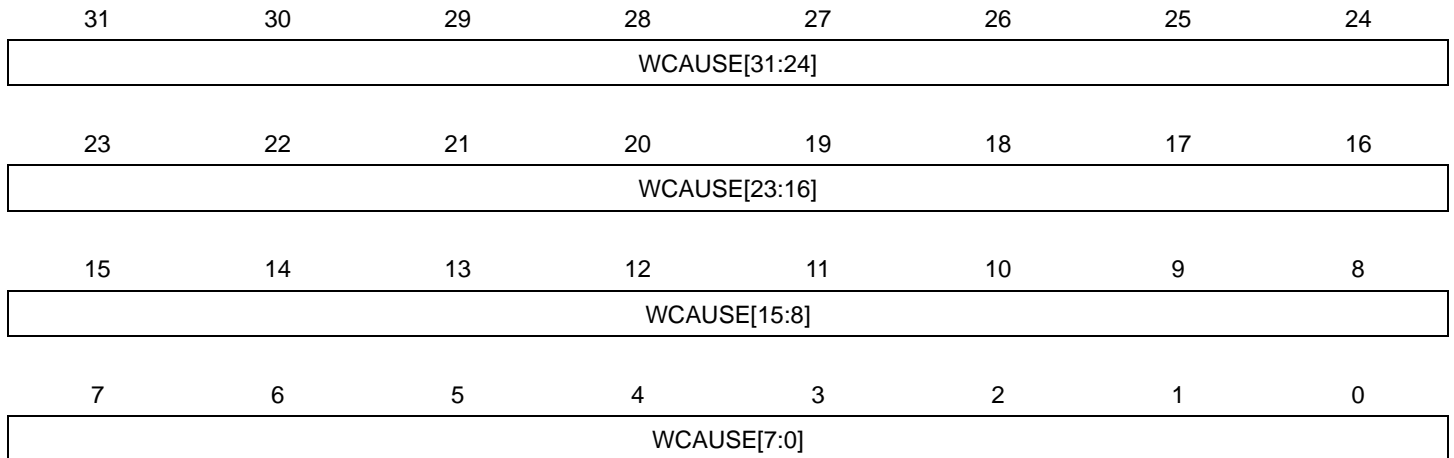 31 30 29 28 27 26 25 24
WCAUSE[31:24]
23 22 21 20 19 18 17 16
WCAUSE[23:16]
15 14 13 12 11 10 9 8
WCAUSE[15:8]
7 6 5 4 3 2 1 0
WCAUSE[7:0]